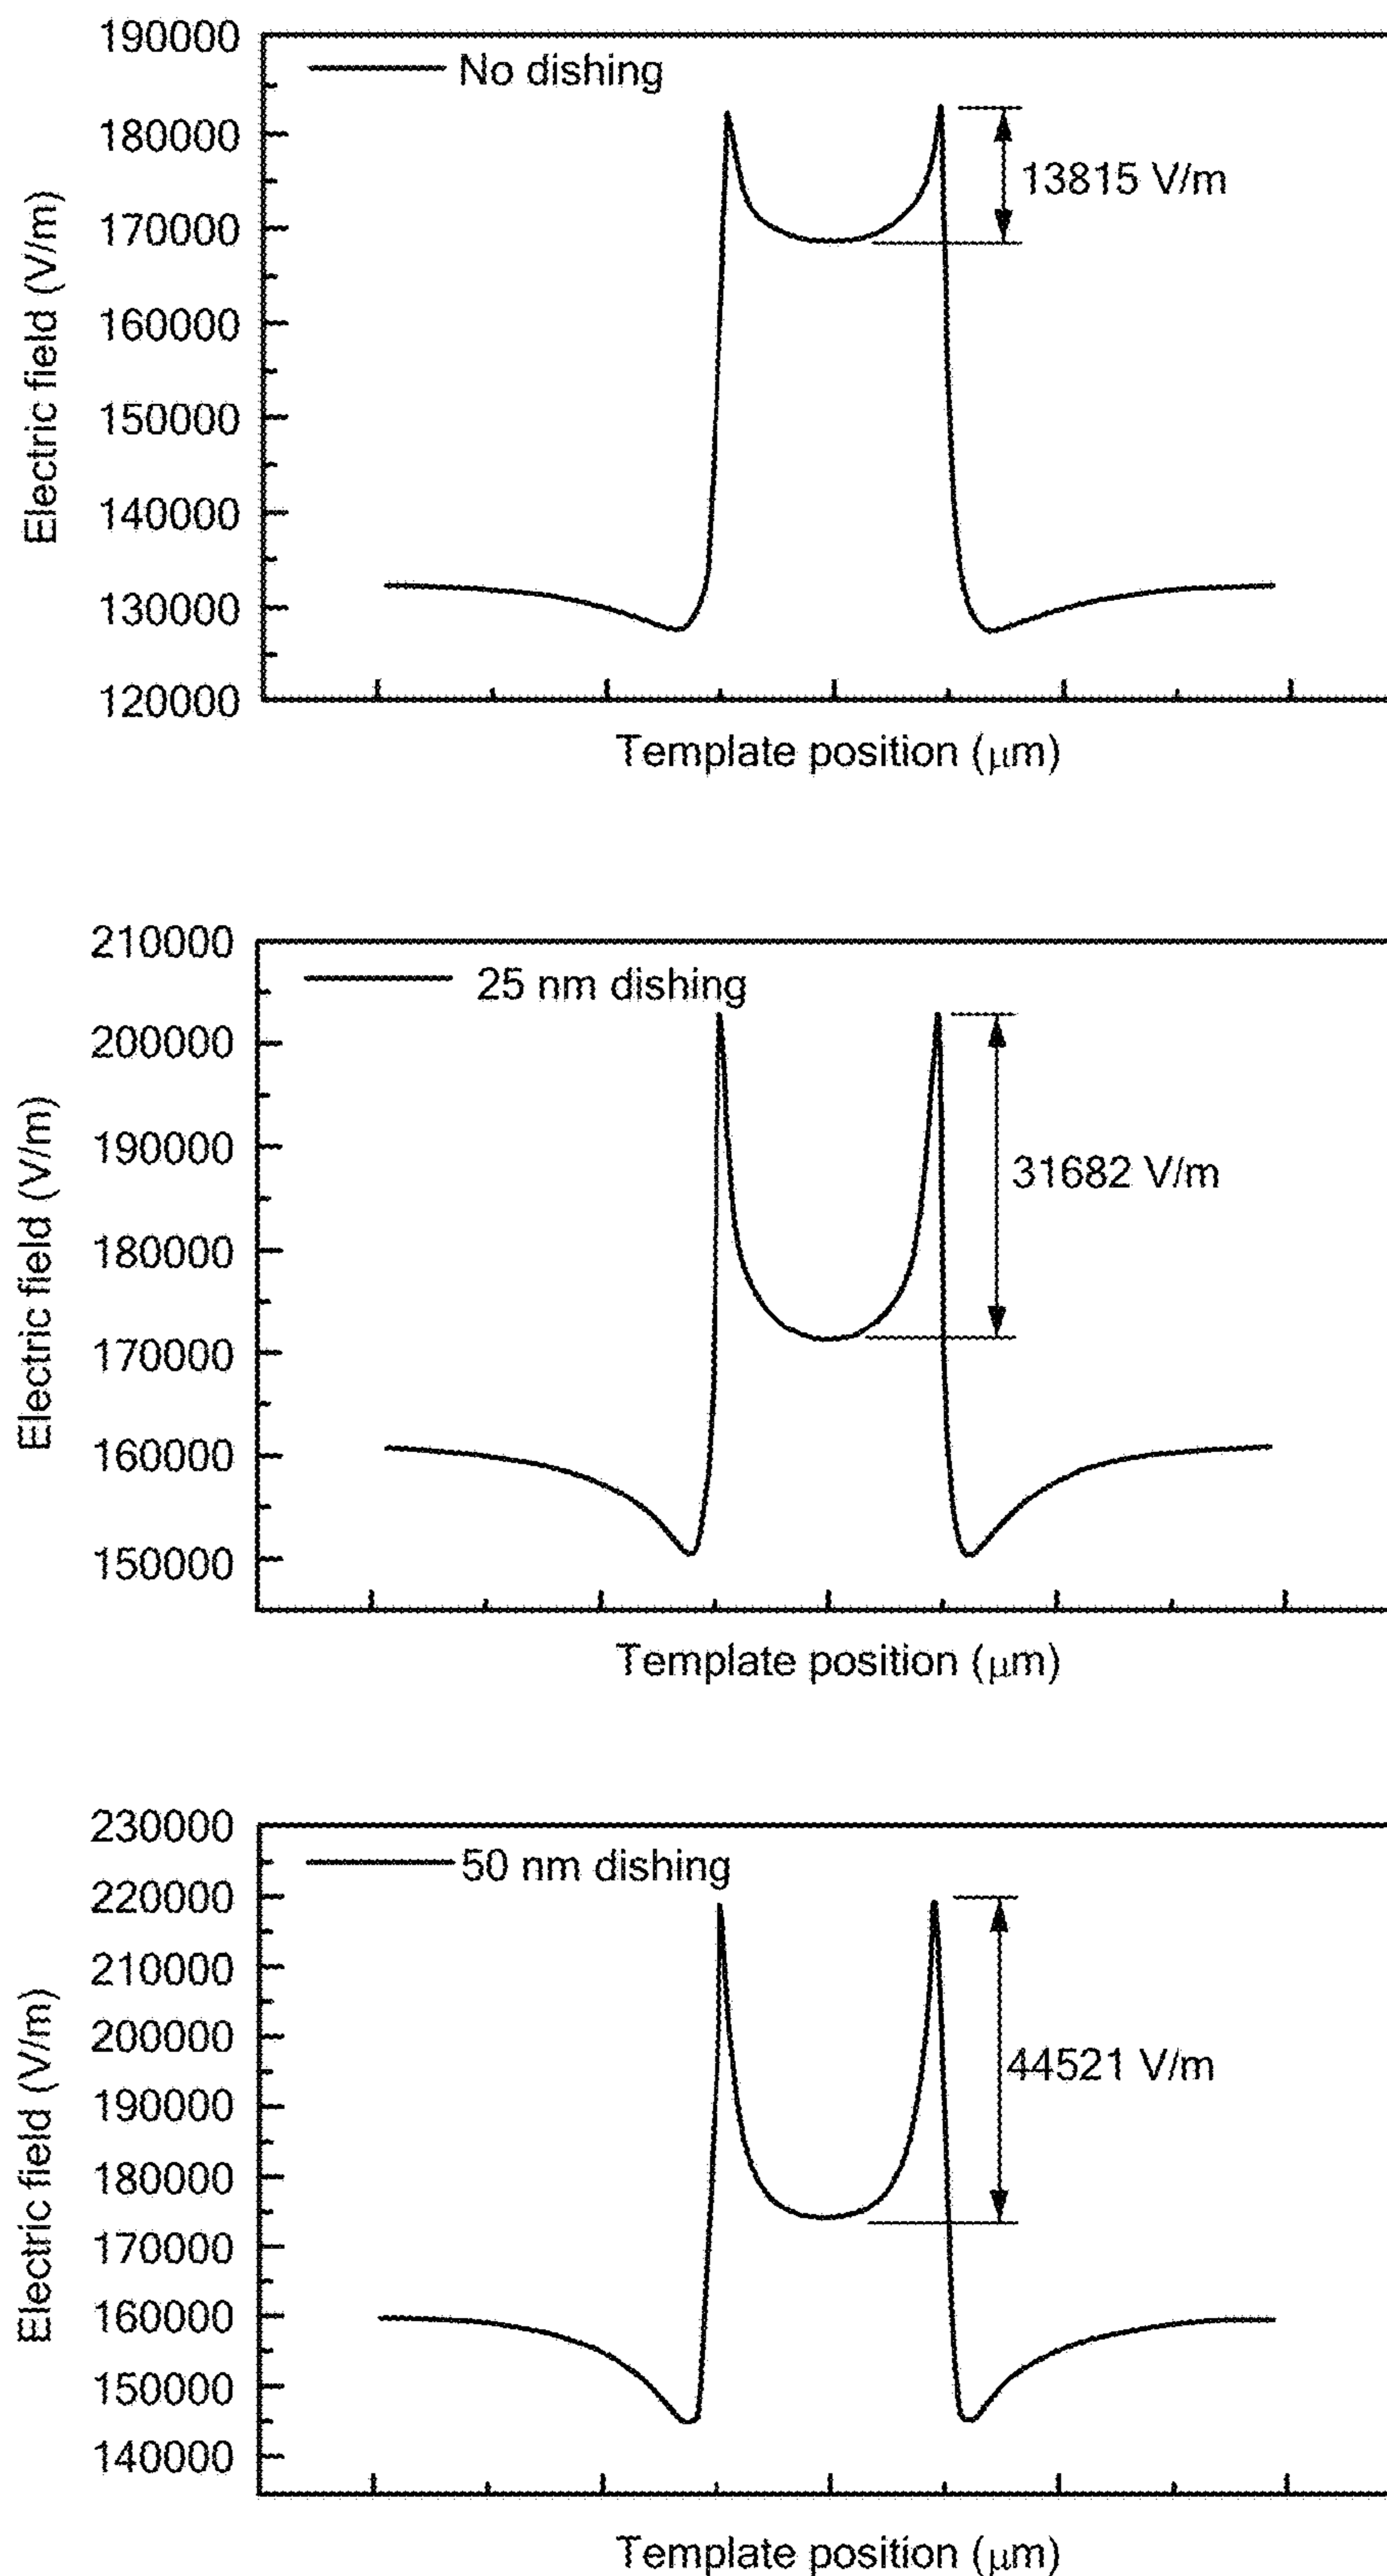 190000
No dishing
180000
13815 V/m
170000
160000
150000
140000
130000
120000
Electric field (V/m)
Template position (μm)
210000
25 nm dishing
200000
190000
31682 V/m
180000
170000
160000
150000
Electric field (V/m)
Template position (μm)
230000
50 nm dishing
220000
210000
200000
44521 V/m
190000
180000
170000
160000
150000
140000
Electric field (V/m)
Template position (μm)